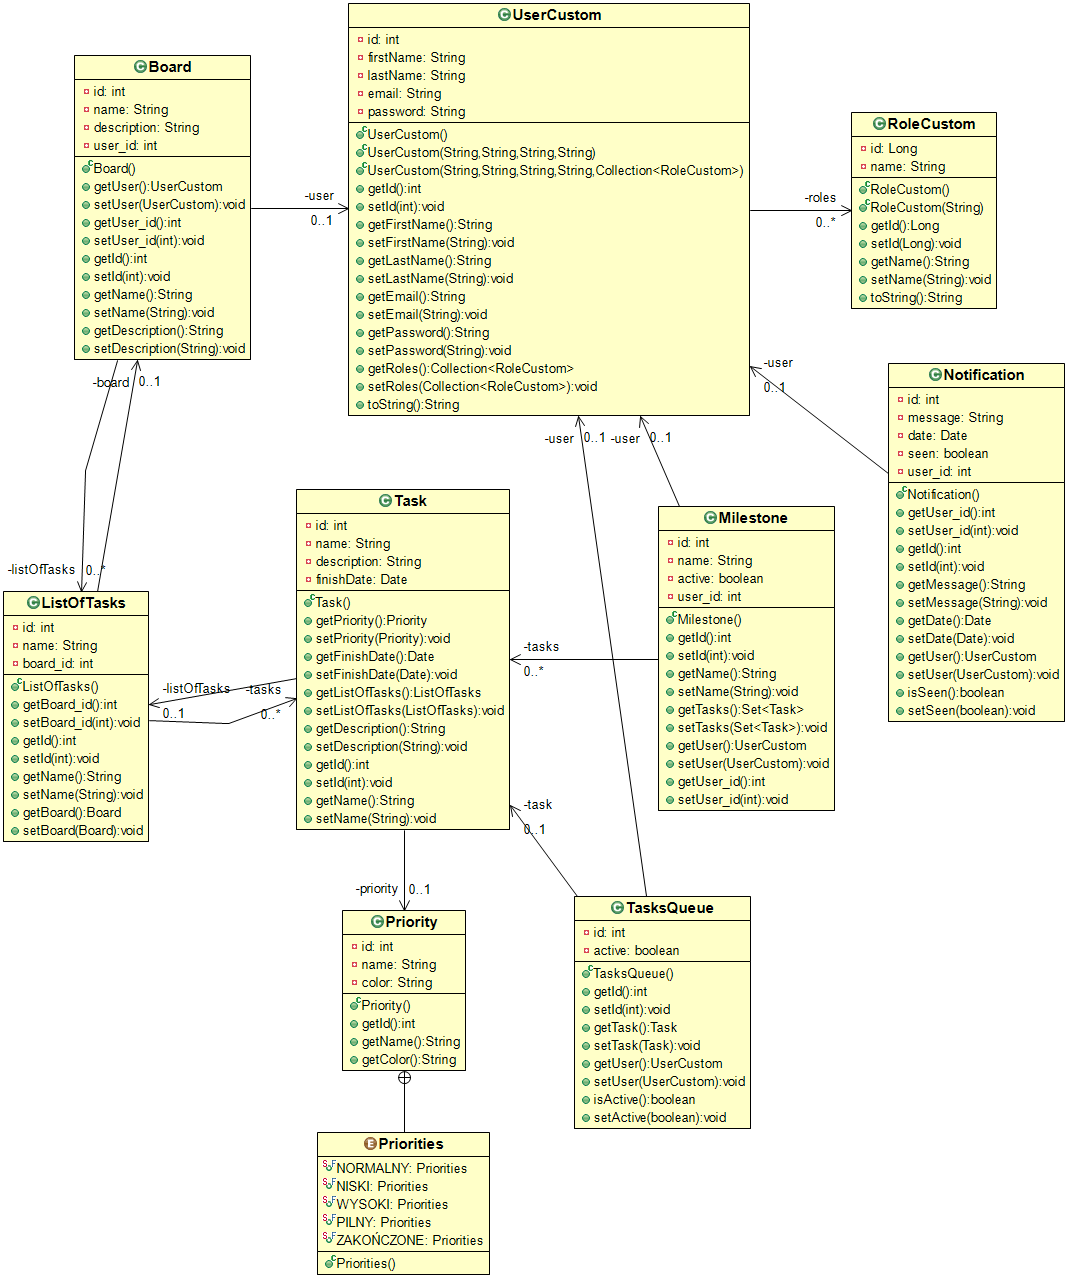 UserCustom
id: int
firstName: String
lastName: String
email: String
password: String
UserCustom()
UserCustom(String,String,String,String)
UserCustom(String,String,String,String,Collection<RoleCustom>)
getId():int
setId(int):void
getFirstName():String
setFirstName(String):void
getLastName():String
setLastName(String):void
getEmail():String
setEmail(String):void
getPassword():String
setPassword(String):void
getRoles():Collection<RoleCustom>
setRoles(Collection<RoleCustom>):void
toString():String
Board
id: int
name: String
description: String
user_id: int
Board()
getUser():UserCustom
setUser(UserCustom):void
getUser_id():int
setUser_id(int):void
getId():int
setId(int):void
getName():String
setName(String):void
getDescription():String
setDescription(String):void
-user
0..1
RoleCustom
id: Long
name: String
RoleCustom()
RoleCustom(String)
getId():Long
setId(Long):void
getName():String
setName(String):void
toString():String
-roles
0..*
-board
0..1
-user
0..1
Notification
id: int
message: String
date: Date
seen: boolean
user_id: int
Notification()
getUser_id():int
setUser_id(int):void
getId():int
setId(int):void
getMessage():String
setMessage(String):void
getDate():Date
setDate(Date):void
getUser():UserCustom
setUser(UserCustom):void
isSeen():boolean
setSeen(boolean):void
-user
0..1
-user
0..1
Task
id: int
name: String
description: String
finishDate: Date
Task()
getPriority():Priority
setPriority(Priority):void
getFinishDate():Date
setFinishDate(Date):void
getListOfTasks():ListOfTasks
setListOfTasks(ListOfTasks):void
getDescription():String
setDescription(String):void
getId():int
setId(int):void
getName():String
setName(String):void
Milestone
id: int
name: String
active: boolean
user_id: int
Milestone()
getId():int
setId(int):void
getName():String
setName(String):void
getTasks():Set<Task>
setTasks(Set<Task>):void
getUser():UserCustom
setUser(UserCustom):void
getUser_id():int
setUser_id(int):void
-listOfTasks
0..*
ListOfTasks
id: int
name: String
board_id: int
ListOfTasks()
getBoard_id():int
setBoard_id(int):void
getId():int
setId(int):void
getName():String
setName(String):void
getBoard():Board
setBoard(Board):void
-tasks
0..*
-listOfTasks
0..1
-tasks
0..*
-task
0..1
-priority
0..1
Priority
id: int
name: String
color: String
Priority()
getId():int
getName():String
getColor():String
TasksQueue
id: int
active: boolean
TasksQueue()
getId():int
setId(int):void
getTask():Task
setTask(Task):void
getUser():UserCustom
setUser(UserCustom):void
isActive():boolean
setActive(boolean):void
Priorities
NORMALNY: Priorities
NISKI: Priorities
WYSOKI: Priorities
PILNY: Priorities
ZAKOŃCZONE: Priorities
Priorities()